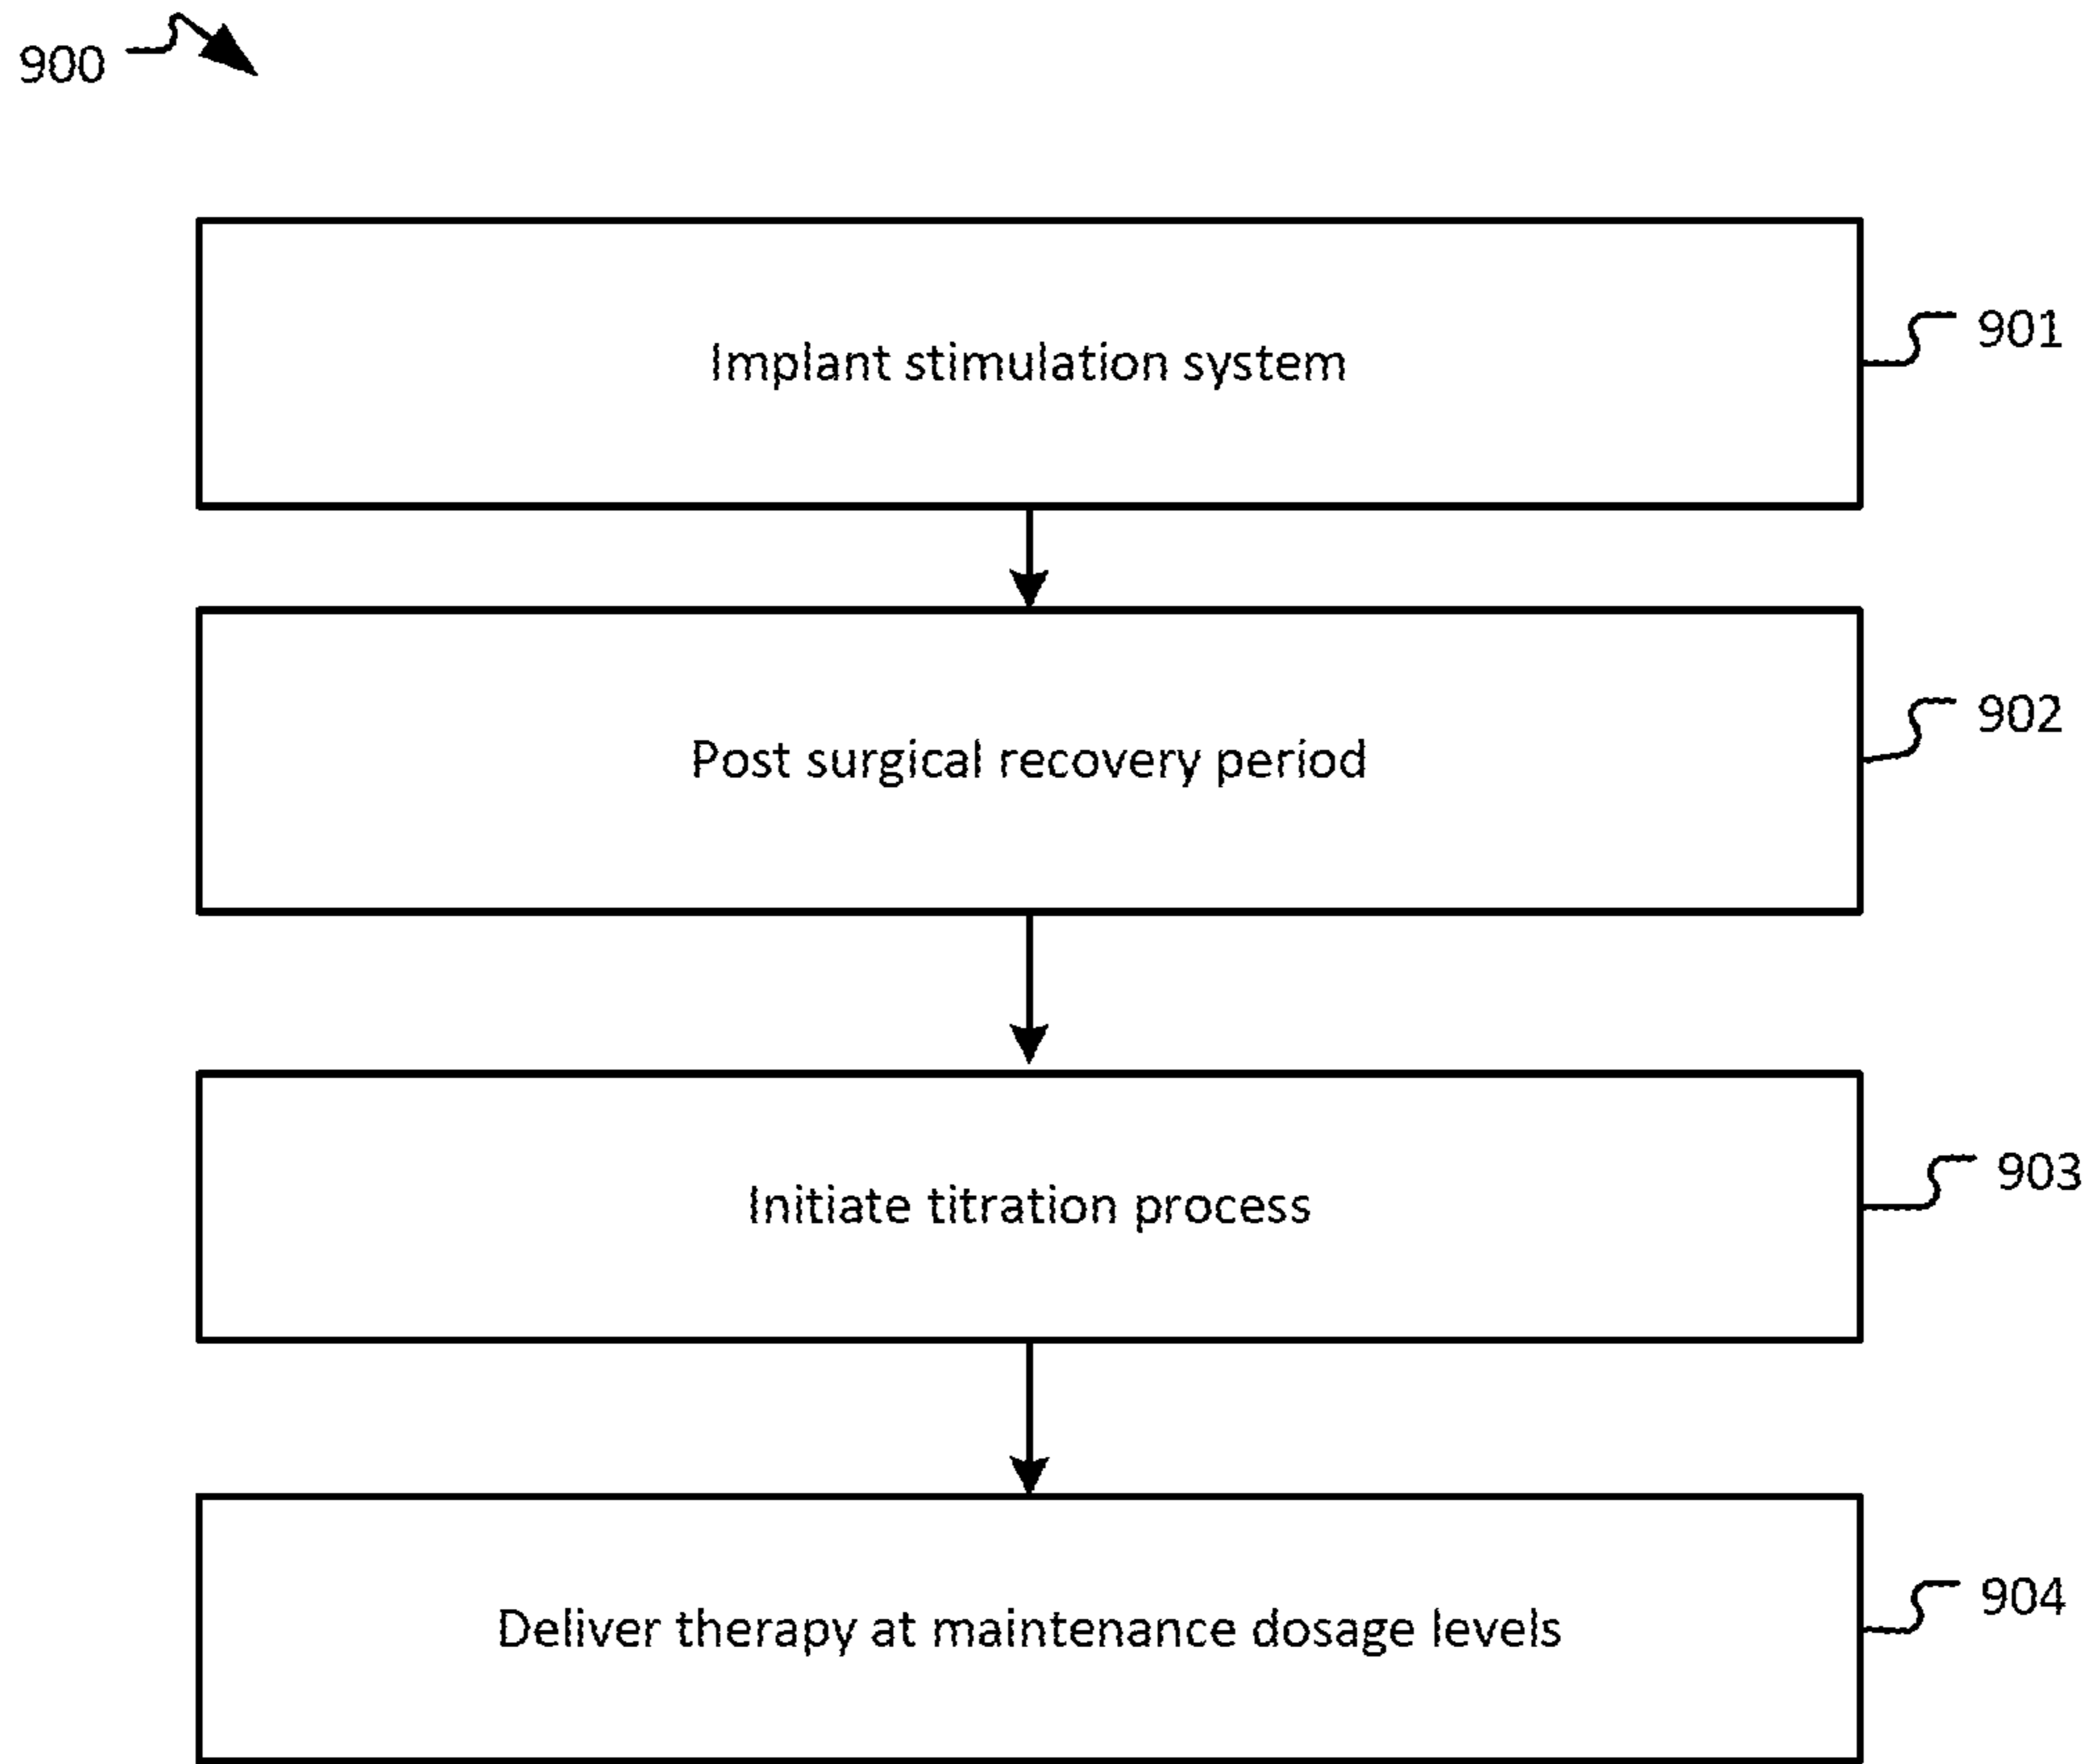 900
Implant stimulation system
901
Post surgical recovery period
902
Initiate titration process
903
Deliver therapy at maintenance dosage levels
904